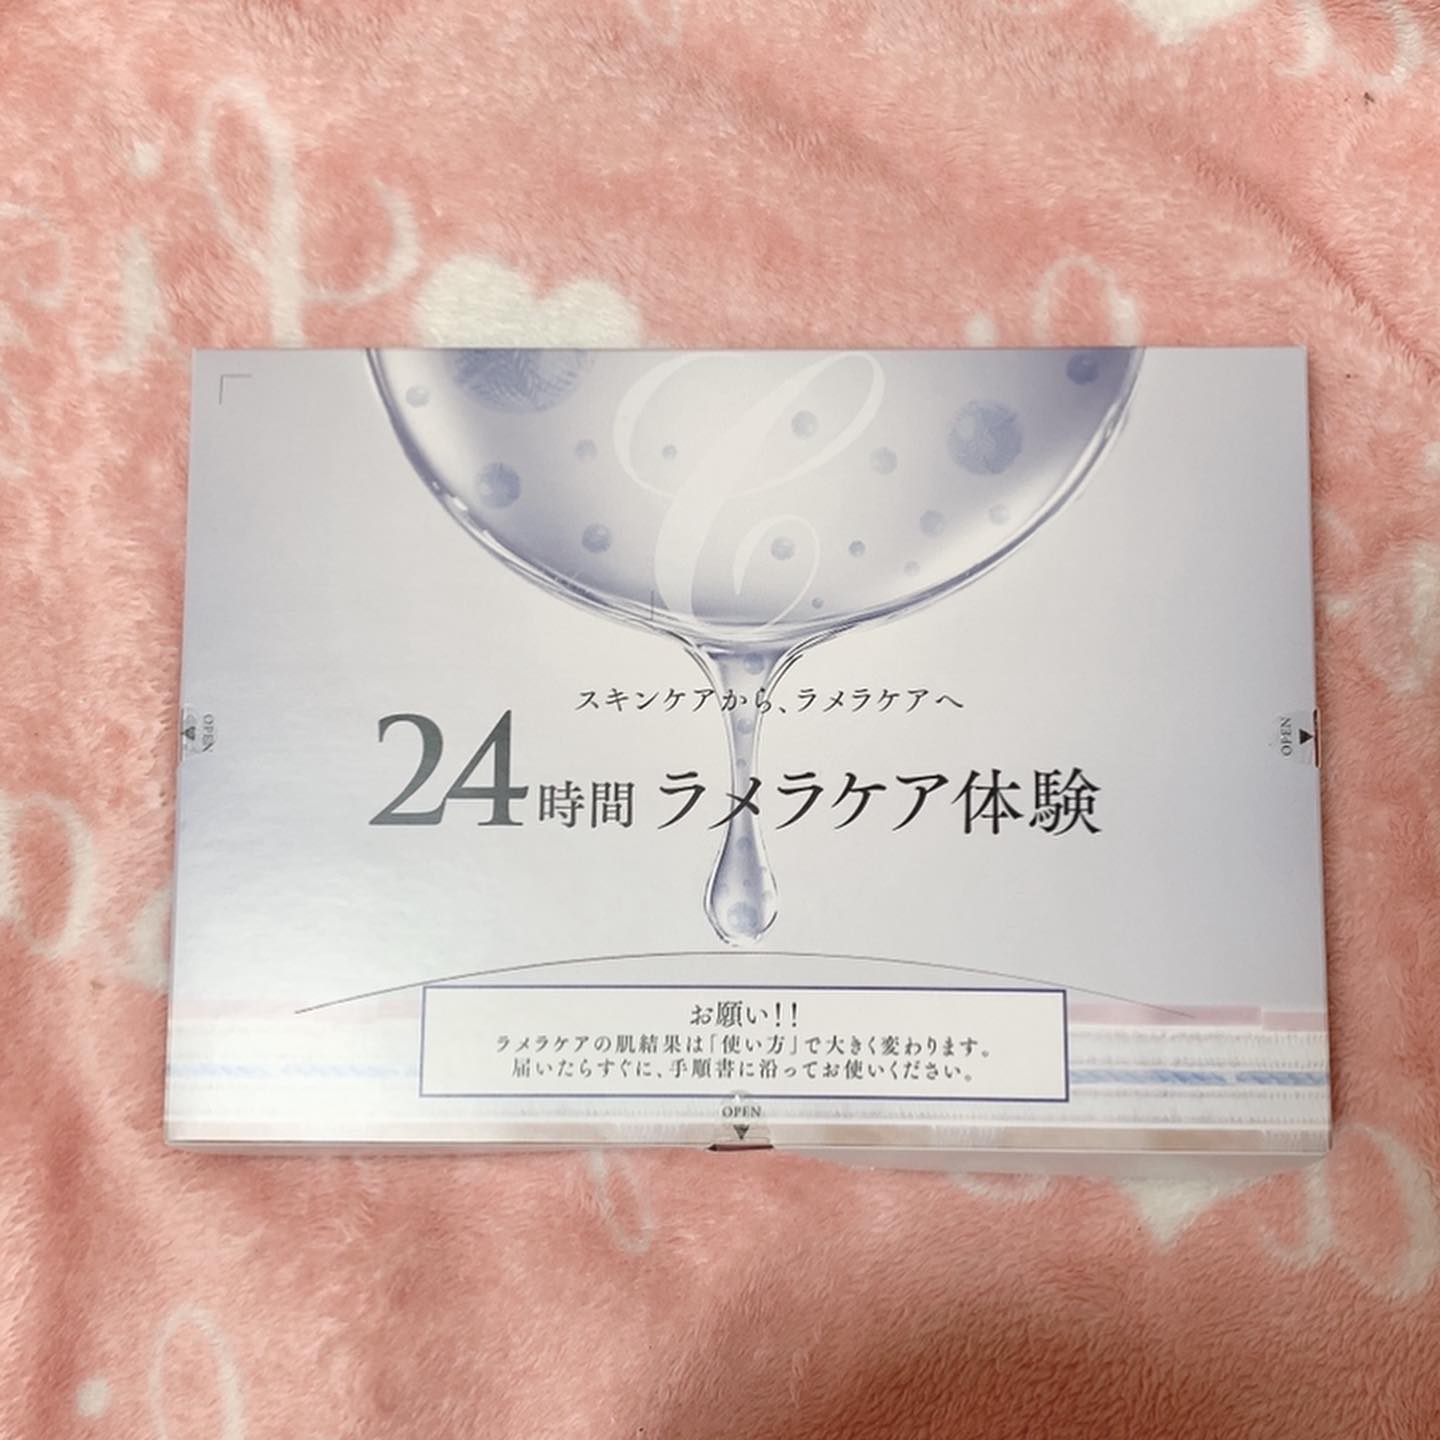 スキンケアから、ラメラケアへ
24時間 ラメラケア体験
OPEN
OPEN
お願い!!
ラメラケアの肌結果は「使い方」で大きく変わります。
届いたらすぐに、手順書に沿ってお使いください。
OPEN